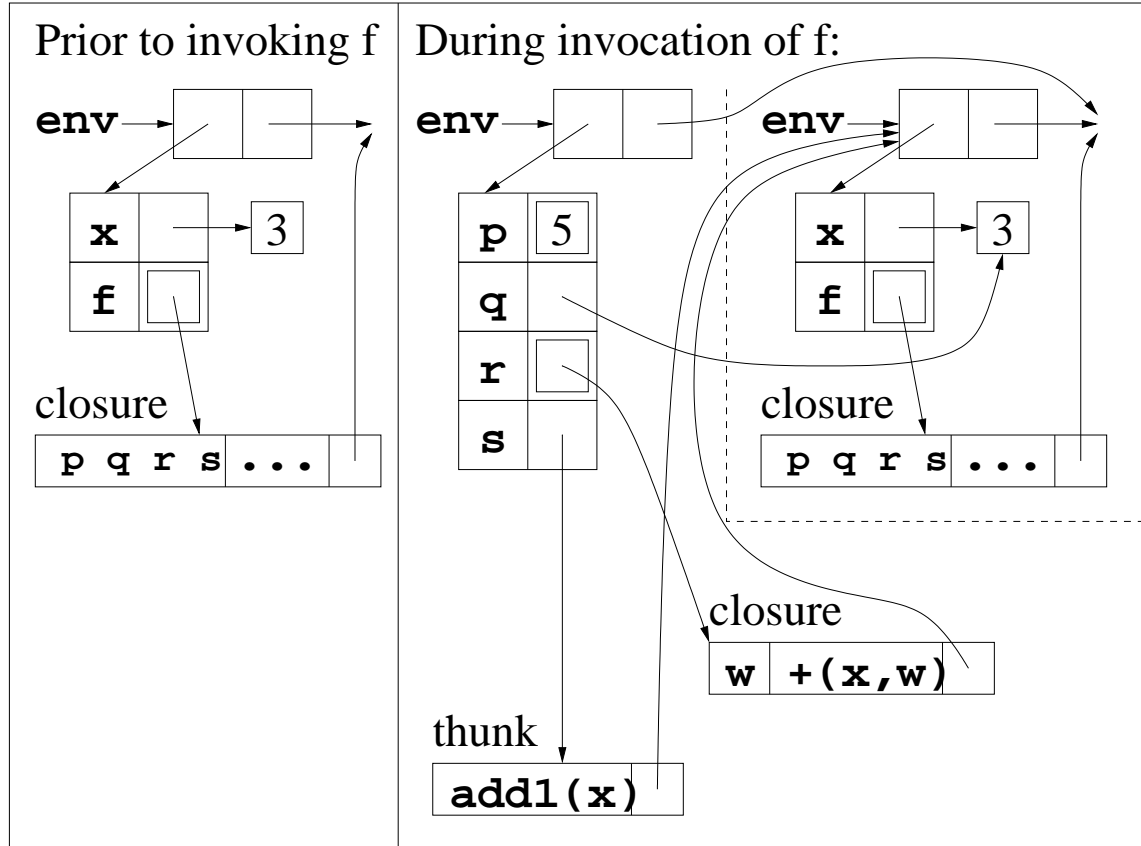 Prior to invoking f
env
x 3
f
closure
p q r s ...
During invocation of f:
env
p 5
q
r
s
env
x 3
f
closure
p q r s ...
closure
w +(x,w)
thunk
add1(x)